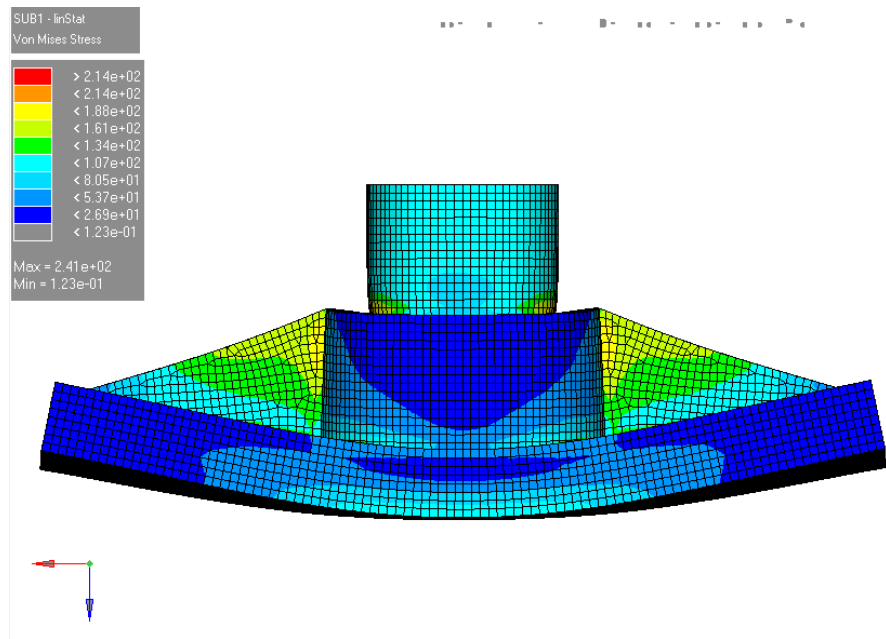 SUB1 - linStat
Von Mises Stress
> 2.14e+02
< 2.14e+02
< 1.88e+02
< 1.61e+02
< 1.34e+02
< 1.07e+02
< 8.05e+01
< 5.37e+01
< 2.69e+01
< 1.23e-01
Max = 2.41e+02
Min = 1.23e-01